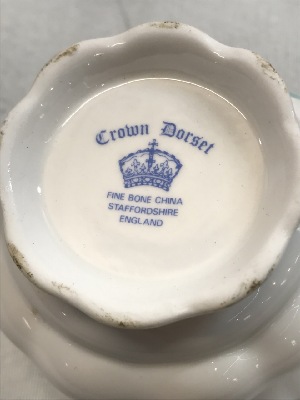 Crown Dorset
FINE BONE CHINA
STAFFORDSHIRE
ENGLAND